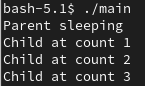 bash-5.1$ ./main
Parent sleeping
Child at count 1
Child at count 2
Child at count 3